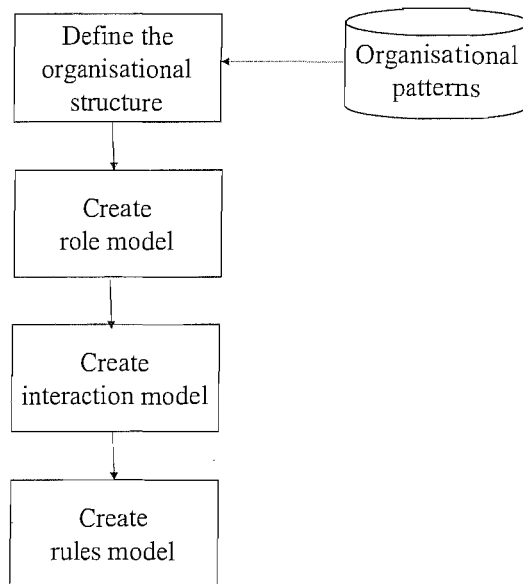 Define the
organisational
structure
Organisational
patterns
Create
role model
Create
interaction model
Create
rules model